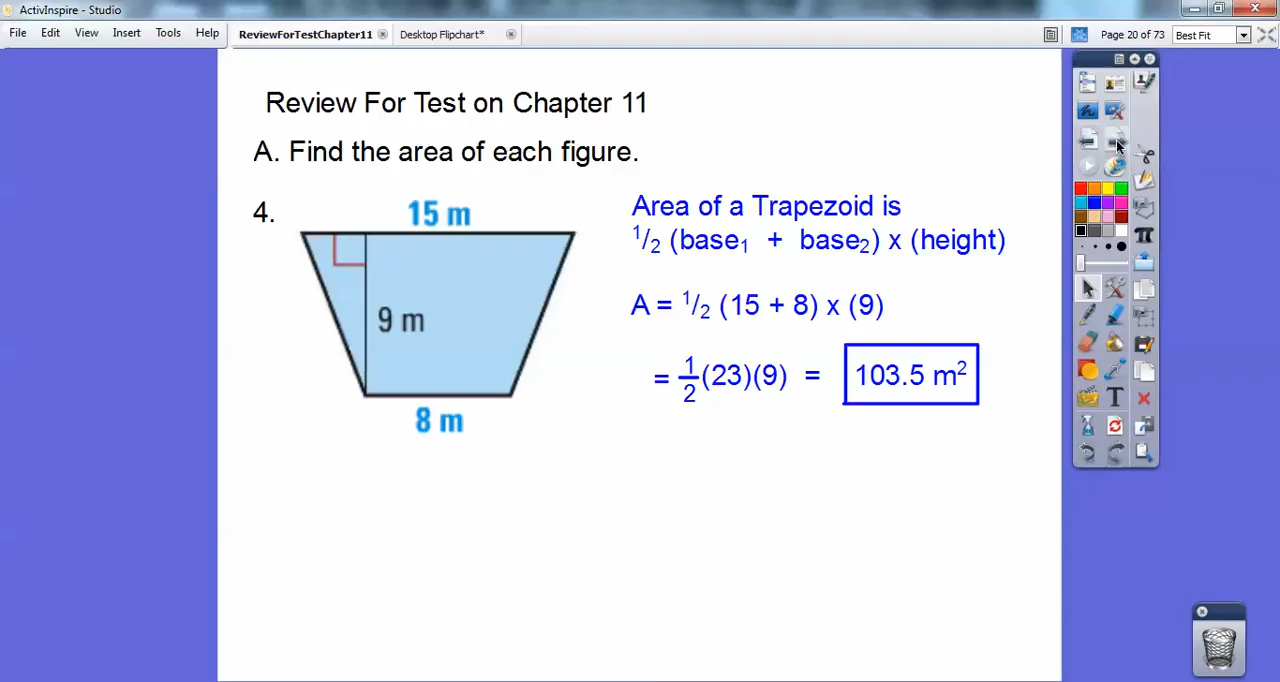 ActivInspire - Studio
File Edit View Insert Tools Help
ReviewForTestChapter11 Desktop Flipchart* Page 20 of 73 Best Fit
Review For Test on Chapter 11
A. Find the area of each figure.
4.
15 m
9 m
8 m
Area of a Trapezoid is
¹/₂ (base₁ + base₂) x (height)
A = ¹/₂ (15 + 8) x (9)
= 1/2 (23)(9) = 103.5 m²